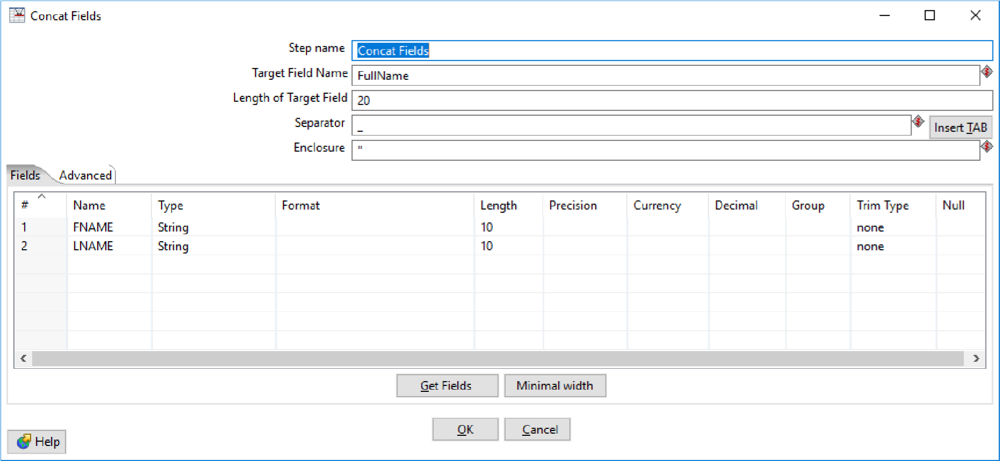 Concat Fields
Step name Concat Fields
Target Field Name FullName
Length of Target Field 20
Separator _ Insert TAB
Enclosure "
Fields Advanced
# Name Type Format Length Precision Currency Decimal Group Trim Type Null
1 FNAME String 10 none
2 LNAME String 10 none
Get Fields Minimal width
OK Cancel
Help